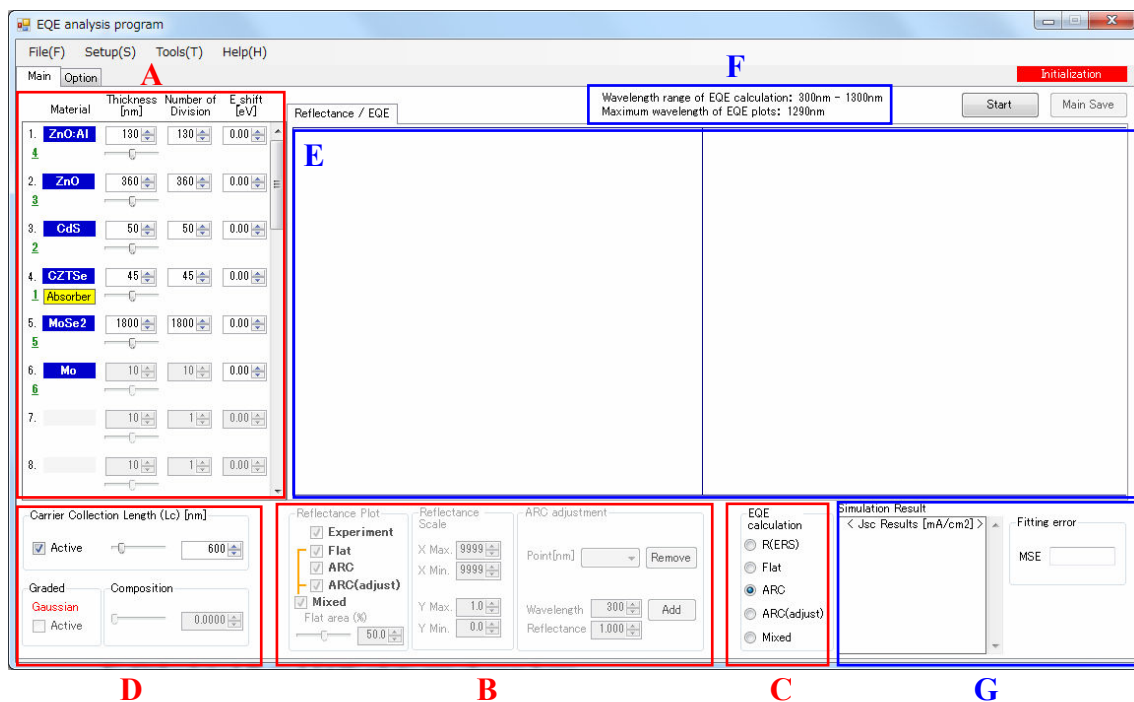 EQE analysis program
File(F) Setup(S) Tools(T) Help(H)
A
F
Main Option
Initialization
Material Thickness [nm] Number of Division E_shift [eV]
Reflectance / EQE
Wavelength range of EQE calculation: 300nm - 1300nm
Maximum wavelength of EQE plots: 1290nm
Start Main Save
E
1. ZnO:Al 130 130 0.00
4
2. ZnO 360 360 0.00
3
3. CdS 50 50 0.00
2
4. CZTSe 45 45 0.00
1 Absorber
5. MoSe2 1800 1800 0.00
5
6. Mo 10 10 0.00
6
7. 10 1 0.00
8. 10 1 0.00
Carrier Collection Length (Lc) [nm]
Active 600
Graded
Gaussian
Active
Composition
0.0000
Reflectance Plot
Experiment
Flat
ARC
ARC(adjust)
Mixed
Flat area (%)
50.0
Reflectance Scale
X Max. 9999
X Min. 9999
Y Max. 1.0
Y Min. 0.0
ARC adjustment
Point[nm] Remove
Wavelength 300 Add
Reflectance 1.000
EQE calculation
R(ERS)
Flat
ARC
ARC(adjust)
Mixed
Simulation Result
< Jsc Results [mA/cm2] >
Fitting error
MSE
D B C G